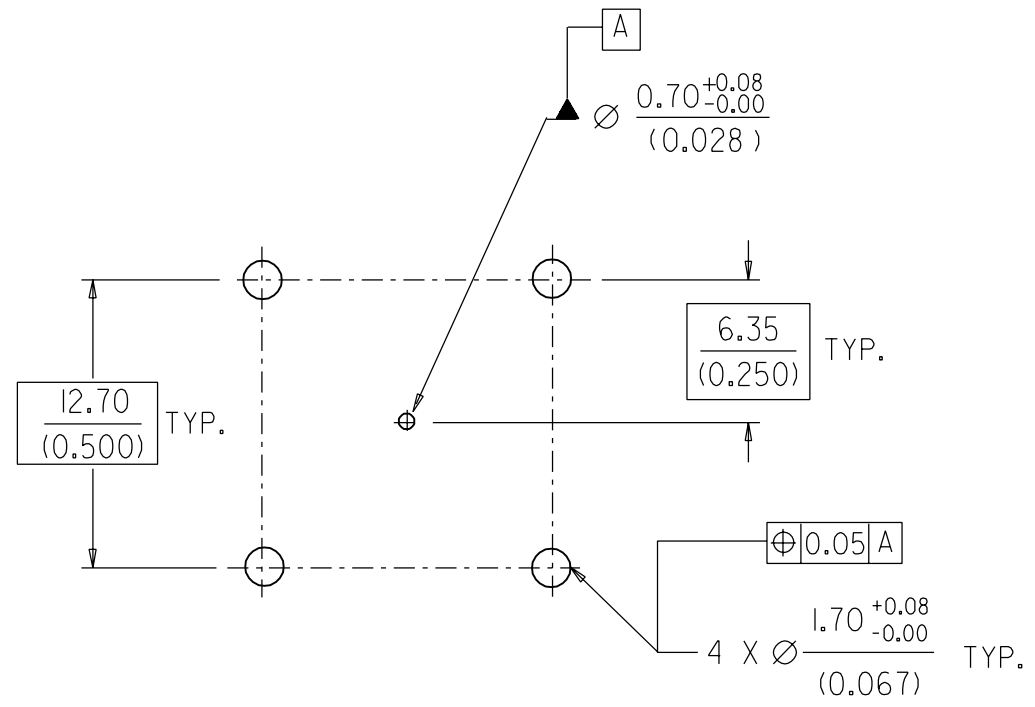 A
Ø 0.70 +0.08 -0.00
(0.028)
6.35
(0.250)
TYP.
12.70
(0.500)
TYP.
⌖ 0.05 A
4 X Ø 1.70 +0.08 -0.00
(0.067)
TYP.